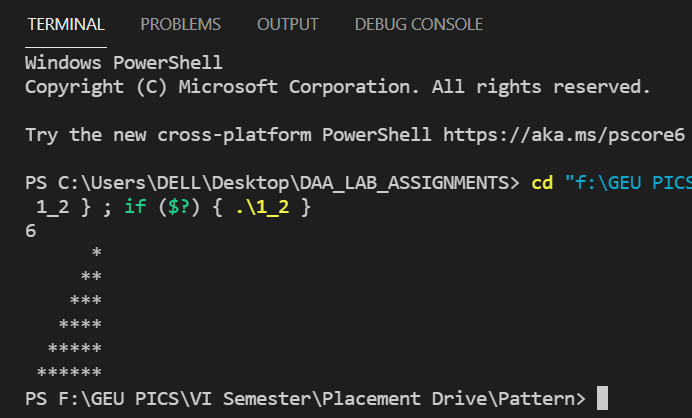 TERMINAL PROBLEMS OUTPUT DEBUG CONSOLE
Windows PowerShell
Copyright (C) Microsoft Corporation. All rights reserved.
Try the new cross-platform PowerShell https://aka.ms/pscore6
PS C:\Users\DELL\Desktop\DAA_LAB_ASSIGNMENTS> cd "f:\GEU PICS
1_2 } ; if ($?) { .\1_2 }
6
*
**
***
****
*****
******
PS F:\GEU PICS\VI Semester\Placement Drive\Pattern>